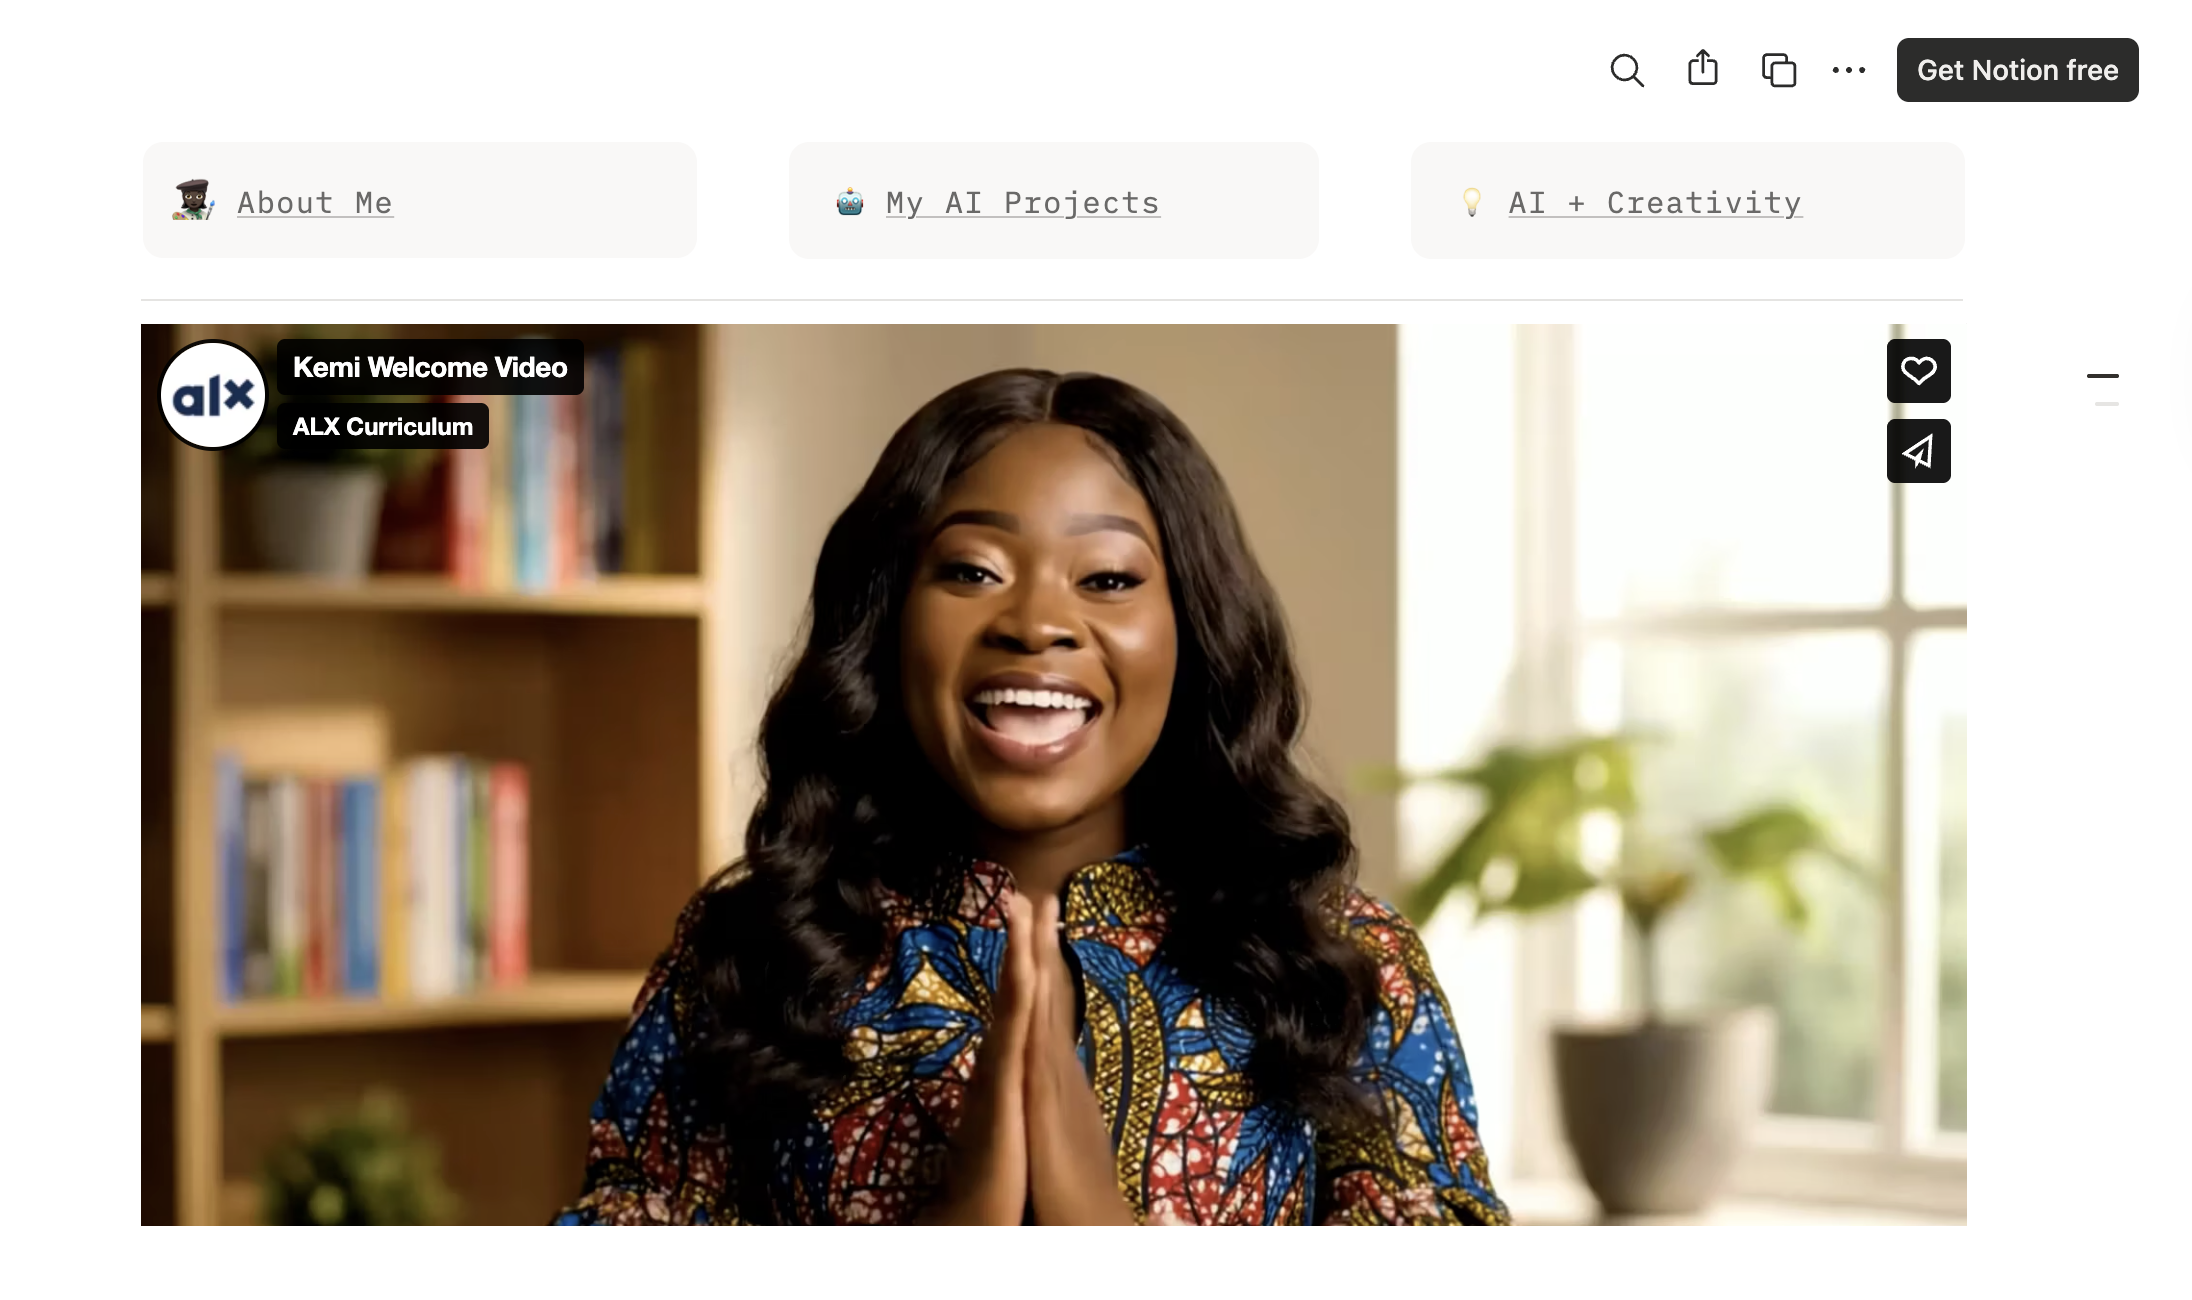 Get Notion free
About Me
My AI Projects
AI + Creativity
alx
Kemi Welcome Video
ALX Curriculum